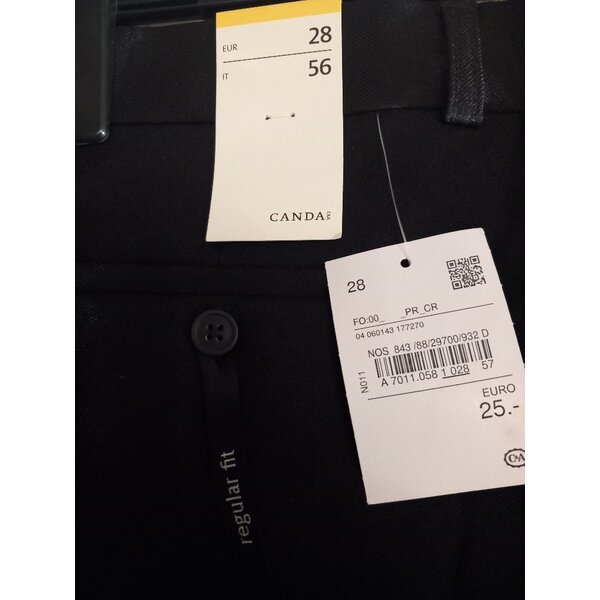 EUR 28
IT 56
CANDA C&A
28
FO:00_ _PR_CR
04 060143 177270
NOS 843 /88/29700/932 D
N011
A 7011.058 1 028 57
EURO
25.-
C&A
regular fit